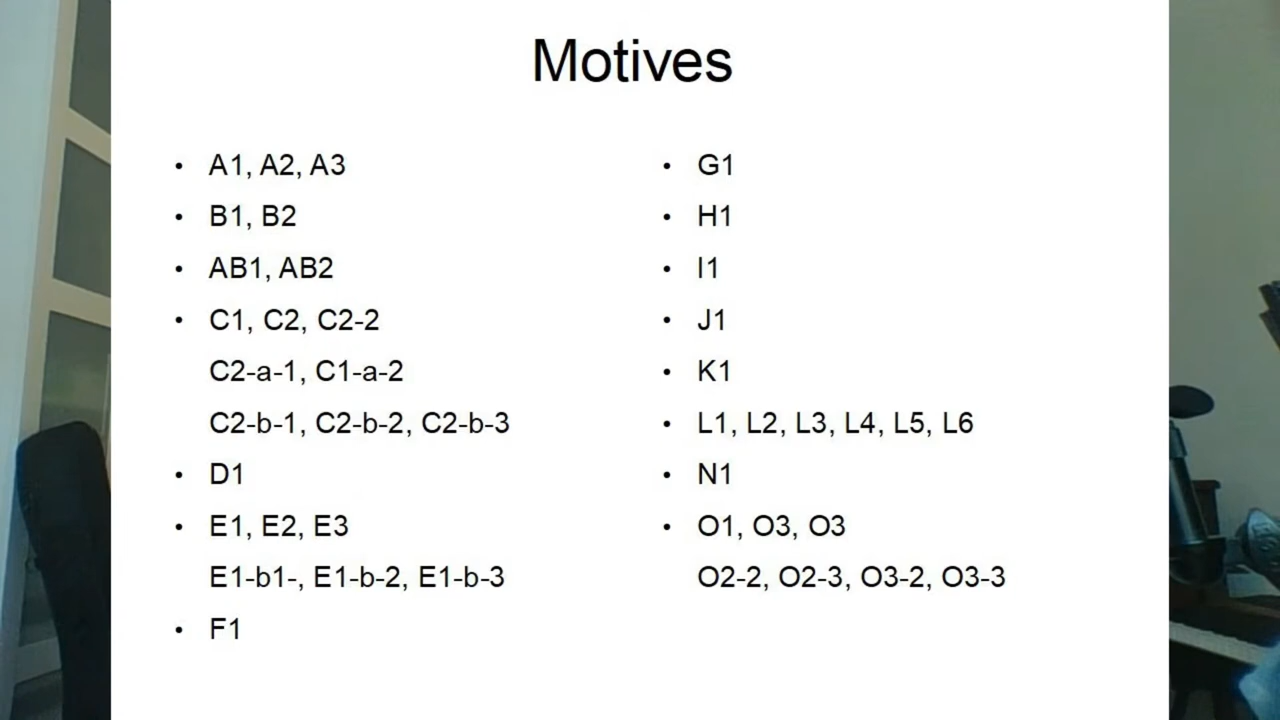 Motives
• A1, A2, A3
• B1, B2
• AB1, AB2
• C1, C2, C2-2
C2-a-1, C1-a-2
C2-b-1, C2-b-2, C2-b-3
• D1
• E1, E2, E3
E1-b1-, E1-b-2, E1-b-3
• F1
• G1
• H1
• I1
• J1
• K1
• L1, L2, L3, L4, L5, L6
• N1
• O1, O3, O3
O2-2, O2-3, O3-2, O3-3